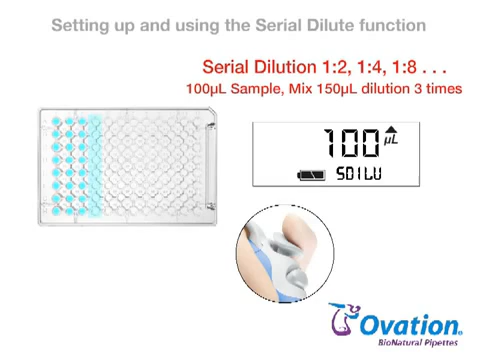 Setting up and using the Serial Dilute function
Serial Dilution 1:2, 1:4, 1:8 . . .
100µL Sample, Mix 150µL dilution 3 times
100 µL
SDILU
Ovation®
BioNatural Pipettes